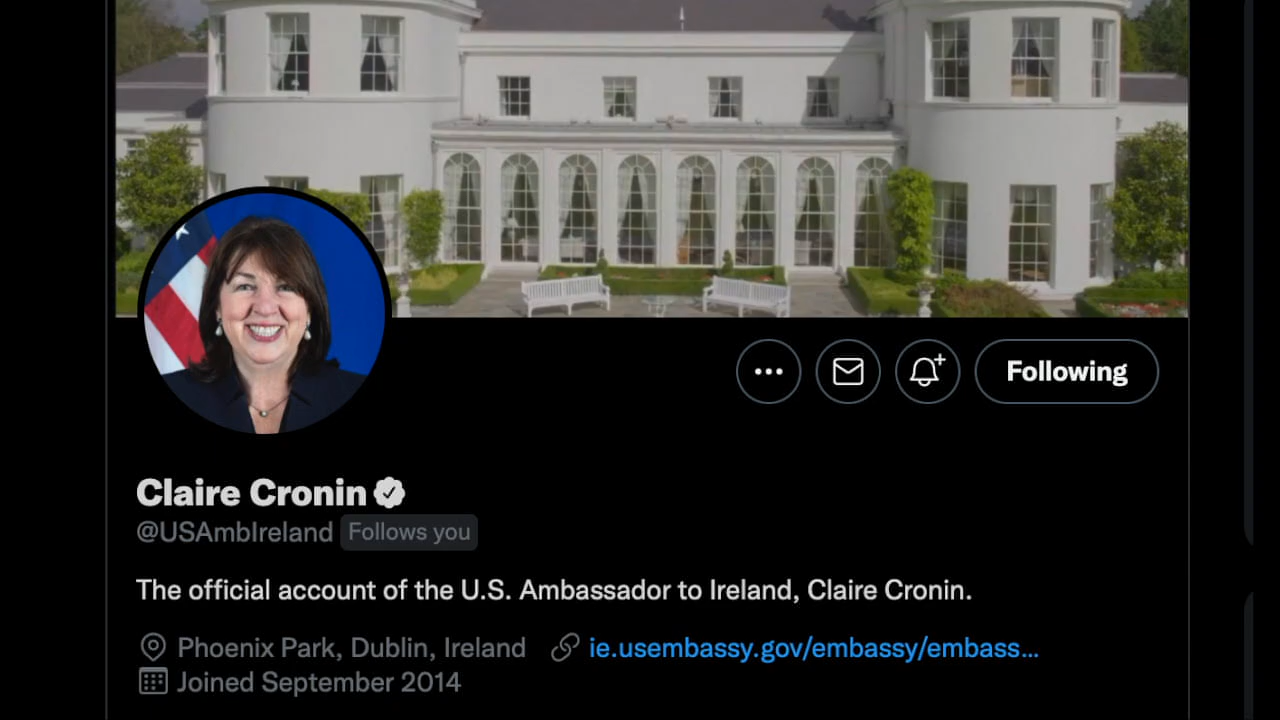 Following
Claire Cronin
@USAmbIreland Follows you
The official account of the U.S. Ambassador to Ireland, Claire Cronin.
Phoenix Park, Dublin, Ireland ie.usembassy.gov/embassy/embass...
Joined September 2014